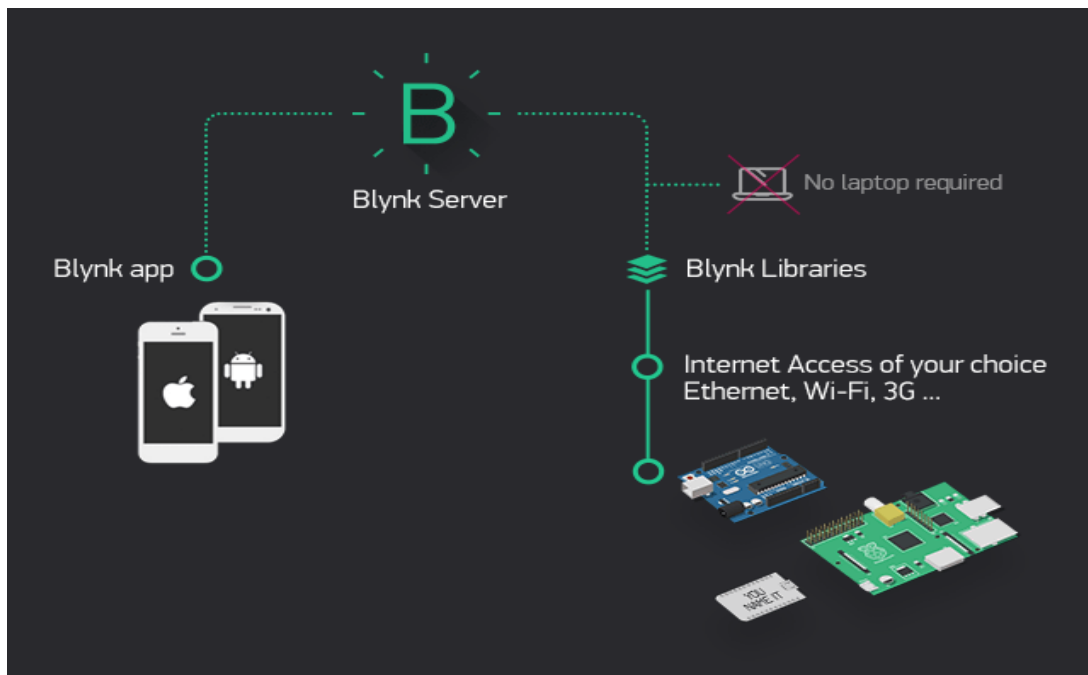 B
Blynk Server
No laptop required
Blynk app
Blynk Libraries
Internet Access of your choice
Ethernet, Wi-Fi, 3G ...
YOU
NAME IT